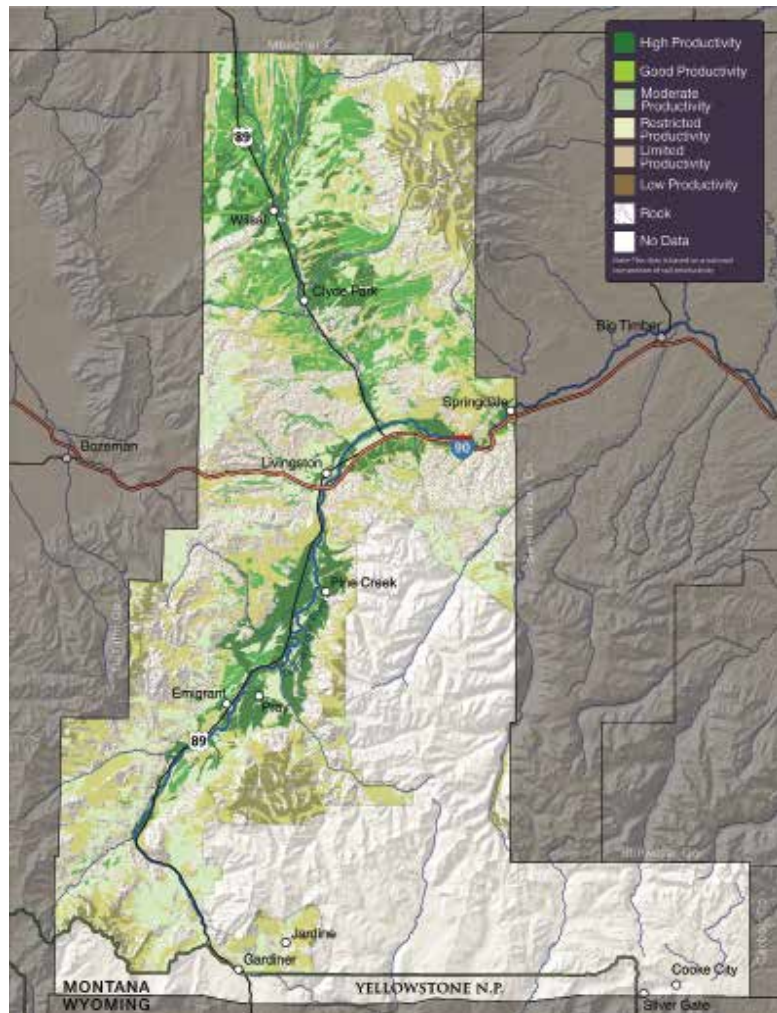 High Productivity
Good Productivity
Moderate
Productivity
Restricted
Productivity
Limited
Productivity
Low Productivity
Rock
No Data
89
Wilsall
Clyde Park
Big Timber
Springdale
Bozeman
Livingston
90
Pine Creek
Emigrant
Pray
89
Jardine
Gardiner
Cooke City
MONTANA
YELLOWSTONE N.P.
WYOMING
Silver Gate